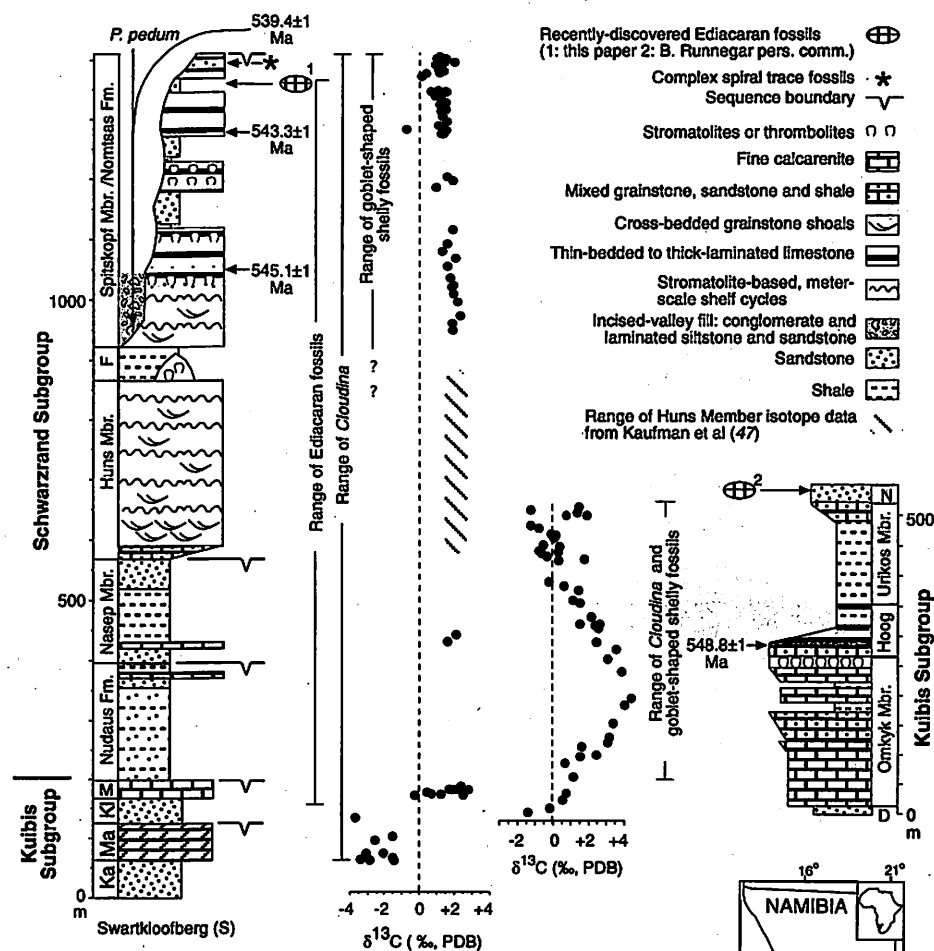 539.4±1
Ma
P. pedum
1
543.3±1
Ma
545.1±1
Ma
1000
500
0
m
Spitskopf Mbr. /Nomtsas Fm.
F
Huns Mbr.
Nasep Mbr.
Nudaus Fm.
M
Kl
Ma
Ka
Schwarzrand Subgroup
Kuibis
Subgroup
Swartkloofberg (S)
Range of Ediacaran fossils
Range of Cloudina
Range of goblet-shaped
shelly fossils
?
?
-4 -2 0 +2 +4
δ13C ( ‰, PDB)
Recently-discovered Ediacaran fossils
(1: this paper 2: B. Runnegar pers. comm.)
Complex spiral trace fossils
Sequence boundary
Stromatolites or thrombolites
Fine calcarenite
Mixed grainstone, sandstone and shale
Cross-bedded grainstone shoals
Thin-bedded to thick-laminated limestone
Stromatolite-based, meter-
scale shelf cycles
Incised-valley fill: conglomerate and
laminated siltstone and sandstone
Sandstone
Shale
Range of Huns Member isotope data
from Kaufman et al (47)
-2 0 +2 +4
δ13C (‰, PDB)
Range of Cloudina and
goblet-shaped shelly fossils
2
548.8±1
Ma
N
Urikos Mbr.
Hoog
Omkyk Mbr.
D
500
0
m
Kuibis Subgroup
16° 21°
NAMIBIA